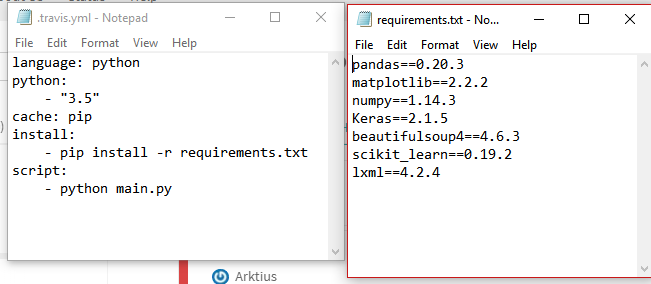 .travis.yml - Notepad
File Edit Format View Help
language: python
python:
    - "3.5"
cache: pip
install:
    - pip install -r requirements.txt
script:
    - python main.py
requirements.txt - No...
File Edit Format View Help
pandas==0.20.3
matplotlib==2.2.2
numpy==1.14.3
Keras==2.1.5
beautifulsoup4==4.6.3
scikit_learn==0.19.2
lxml==4.2.4
Arktius